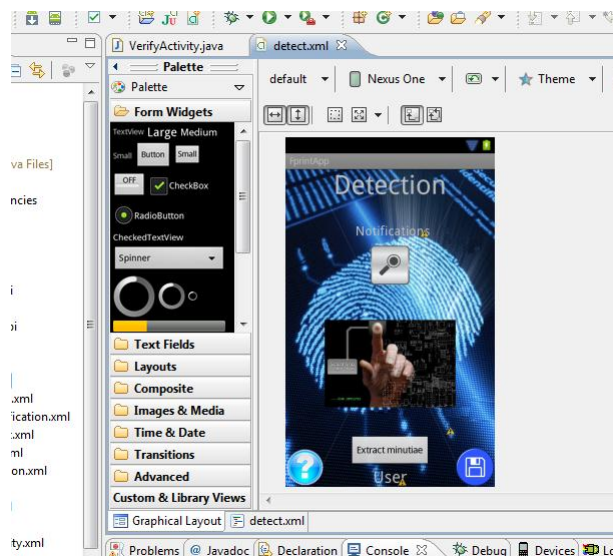 VerifyActivity.java
detect.xml
Palette
Palette
default
Nexus One
Theme
Form Widgets
TextView Large Medium
Small Button Small
OFF CheckBox
RadioButton
CheckedTextView
Spinner
Text Fields
Layouts
Composite
Images & Media
Time & Date
Transitions
Advanced
Custom & Library Views
FprintApp
Detection
Notifications
Extract minutiae
User
va Files]
ncies
.xml
fication.xml
.xml
ml
on.xml
ity.xml
Graphical Layout
detect.xml
Problems
Javadoc
Declaration
Console
Debug
Devices